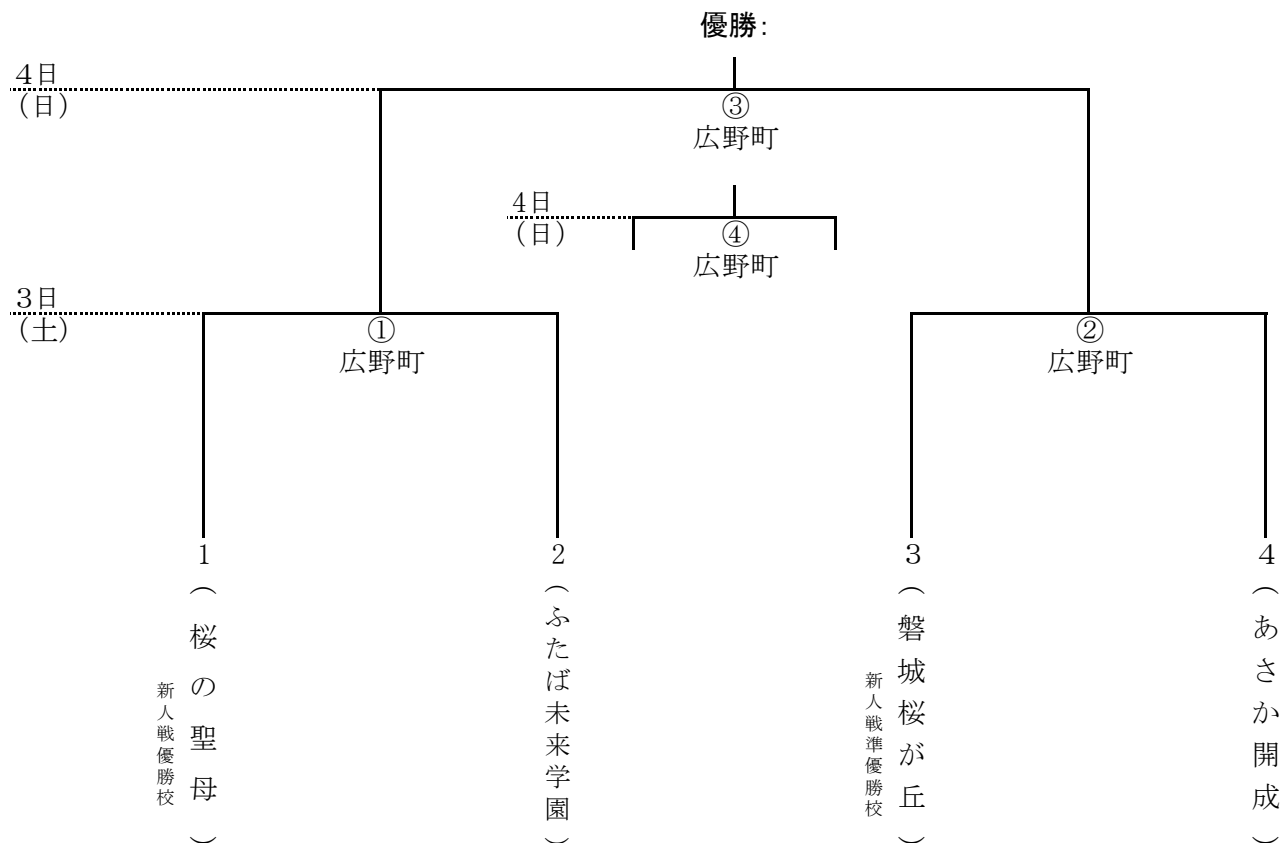 優勝:
4日
(日)
③
広野町
4日
(日)
④
広野町
3日
(土)
①
広野町
②
広野町
1
(桜の聖母)
新人戦優勝校
2
(ふたば未来学園)
3
(磐城桜が丘)
新人戦準優勝校
4
(あさか開成)